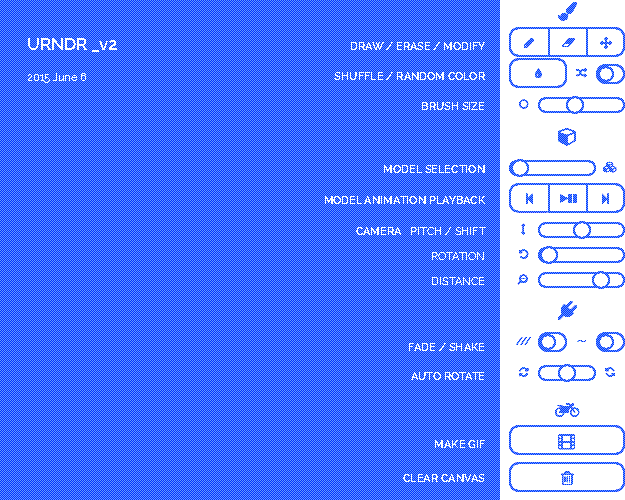 URNDR _v2
2015 June 6
DRAW / ERASE / MODIFY
SHUFFLE / RANDOM COLOR
BRUSH SIZE
MODEL SELECTION
MODEL ANIMATION PLAYBACK
CAMERA PITCH / SHIFT
ROTATION
DISTANCE
FADE / SHAKE
AUTO ROTATE
MAKE GIF
CLEAR CANVAS